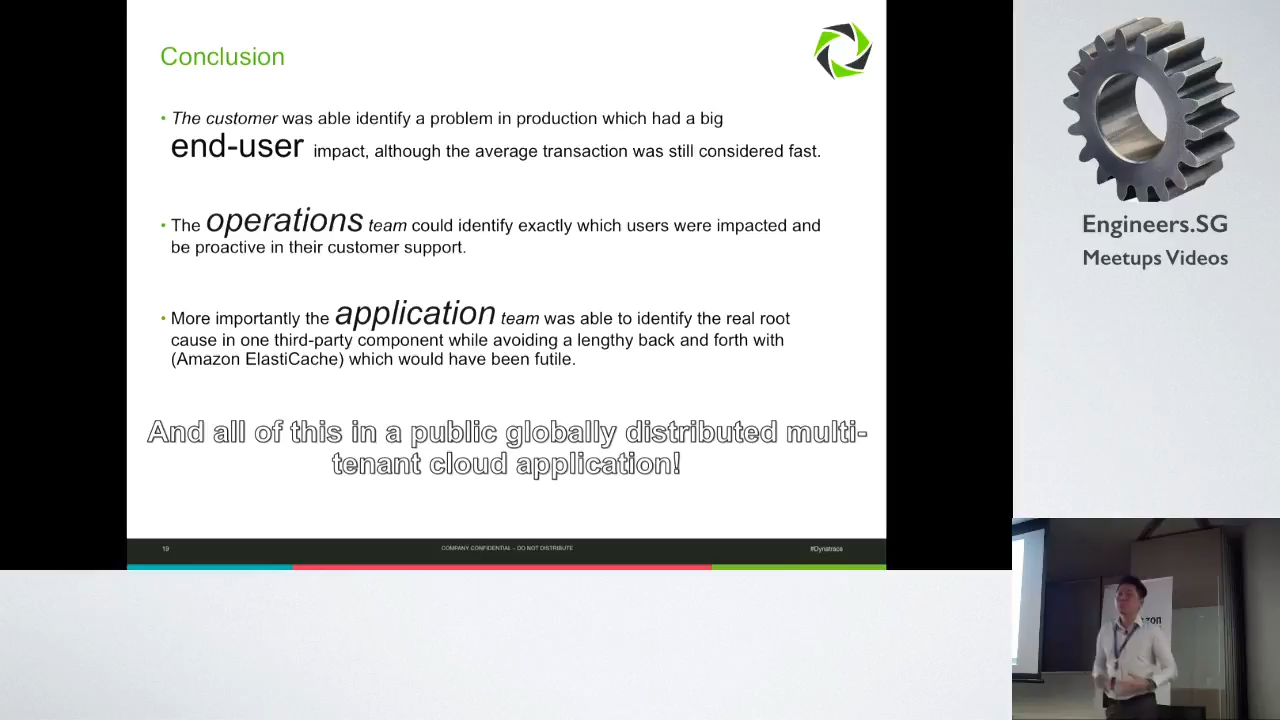 Conclusion
• The customer was able identify a problem in production which had a big
end-user impact, although the average transaction was still considered fast.
• The operations team could identify exactly which users were impacted and
be proactive in their customer support.
• More importantly the application team was able to identify the real root
cause in one third-party component while avoiding a lengthy back and forth with
(Amazon ElastiCache) which would have been futile.
And all of this in a public globally distributed multi-
tenant cloud application!
19
COMPANY CONFIDENTIAL – DO NOT DISTRIBUTE
#Dynatrace
Engineers.SG
Meetups Videos